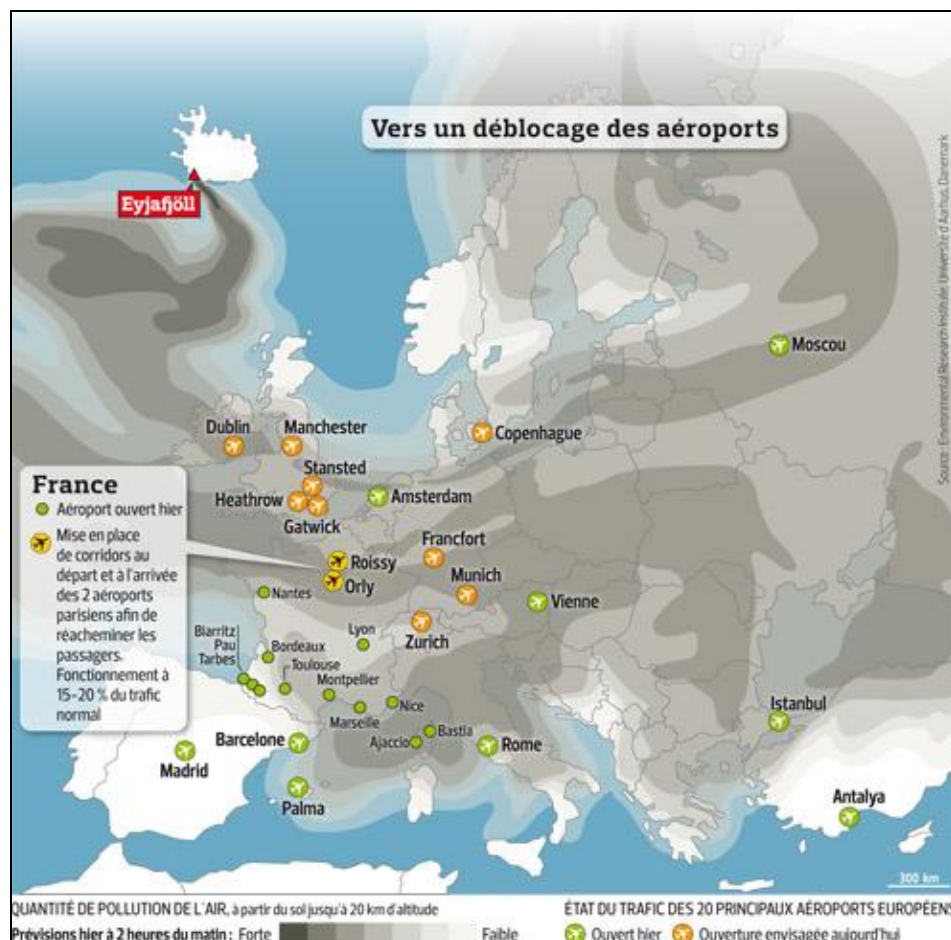 Vers un déblocage des aéroports
Eyjafjöll
Moscou
Dublin
Manchester
Copenhague
Stansted
Heathrow
Amsterdam
Gatwick
France
Aéroport ouvert hier
Mise en place
de corridors au
départ et à l'arrivée
des 2 aéroports
parisiens afin de
réacheminer les
passagers.
Fonctionnement à
15-20 % du trafic
normal
Francfort
Roissy
Orly
Munich
Nantes
Vienne
Zurich
Lyon
Biarritz
Pau
Tarbes
Bordeaux
Toulouse
Montpellier
Nice
Marseille
Istanbul
Bastia
Ajaccio
Barcelone
Rome
Madrid
Palma
Antalya
300 km
QUANTITÉ DE POLLUTION DE L'AIR, à partir du sol jusqu'à 20 km d'altitude
Prévisions hier à 2 heures du matin : Forte
Faible
ÉTAT DU TRAFIC DES 20 PRINCIPAUX AÉROPORTS EUROPÉENS
Ouvert hier
Ouverture envisagée aujourd'hui